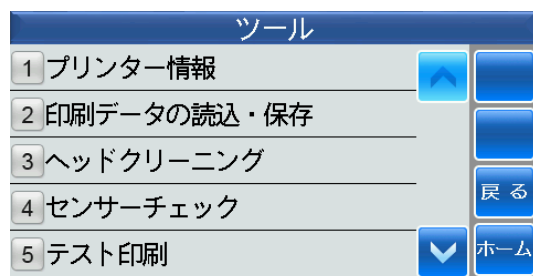 ツール
1 プリンター情報
2 印刷データの読込・保存
3 ヘッドクリーニング
戻る
4 センサーチェック
5 テスト印刷
ホーム